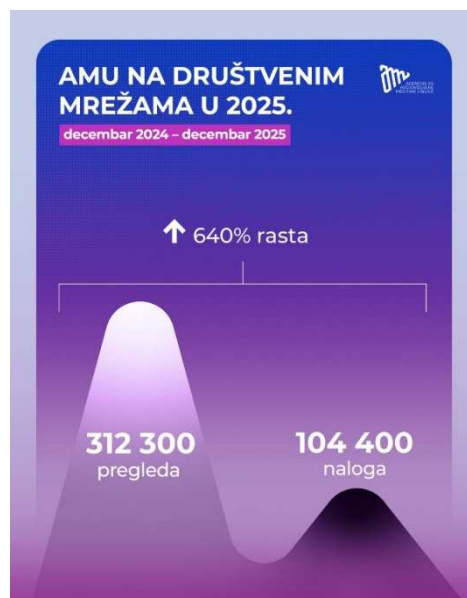 AMU NA DRUŠTVENIM
MREŽAMA U 2025.
decembar 2024 – decembar 2025
640% rasta
312 300
pregleda
104 400
naloga